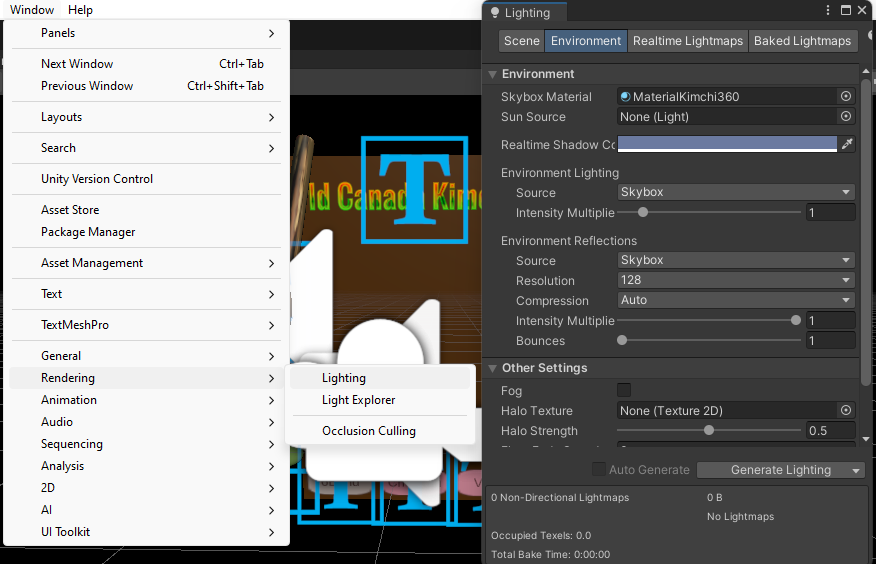 Window Help
Panels
Next Window Ctrl+Tab
Previous Window Ctrl+Shift+Tab
Layouts
Search
Unity Version Control
Asset Store
Package Manager
Asset Management
Text
TextMeshPro
General
Rendering
Animation
Audio
Sequencing
Analysis
2D
AI
UI Toolkit
Lighting
Light Explorer
Occlusion Culling
ld Canada Kimc
T
Lighting
Scene Environment Realtime Lightmaps Baked Lightmaps
Environment
Skybox Material MaterialKimchi360
Sun Source None (Light)
Realtime Shadow Co
Environment Lighting
Source Skybox
Intensity Multiplie 1
Environment Reflections
Source Skybox
Resolution 128
Compression Auto
Intensity Multiplie 1
Bounces 1
Other Settings
Fog
Halo Texture None (Texture 2D)
Halo Strength 0.5
Auto Generate Generate Lighting
0 Non-Directional Lightmaps 0 B
No Lightmaps
Occupied Texels: 0.0
Total Bake Time: 0:00:00